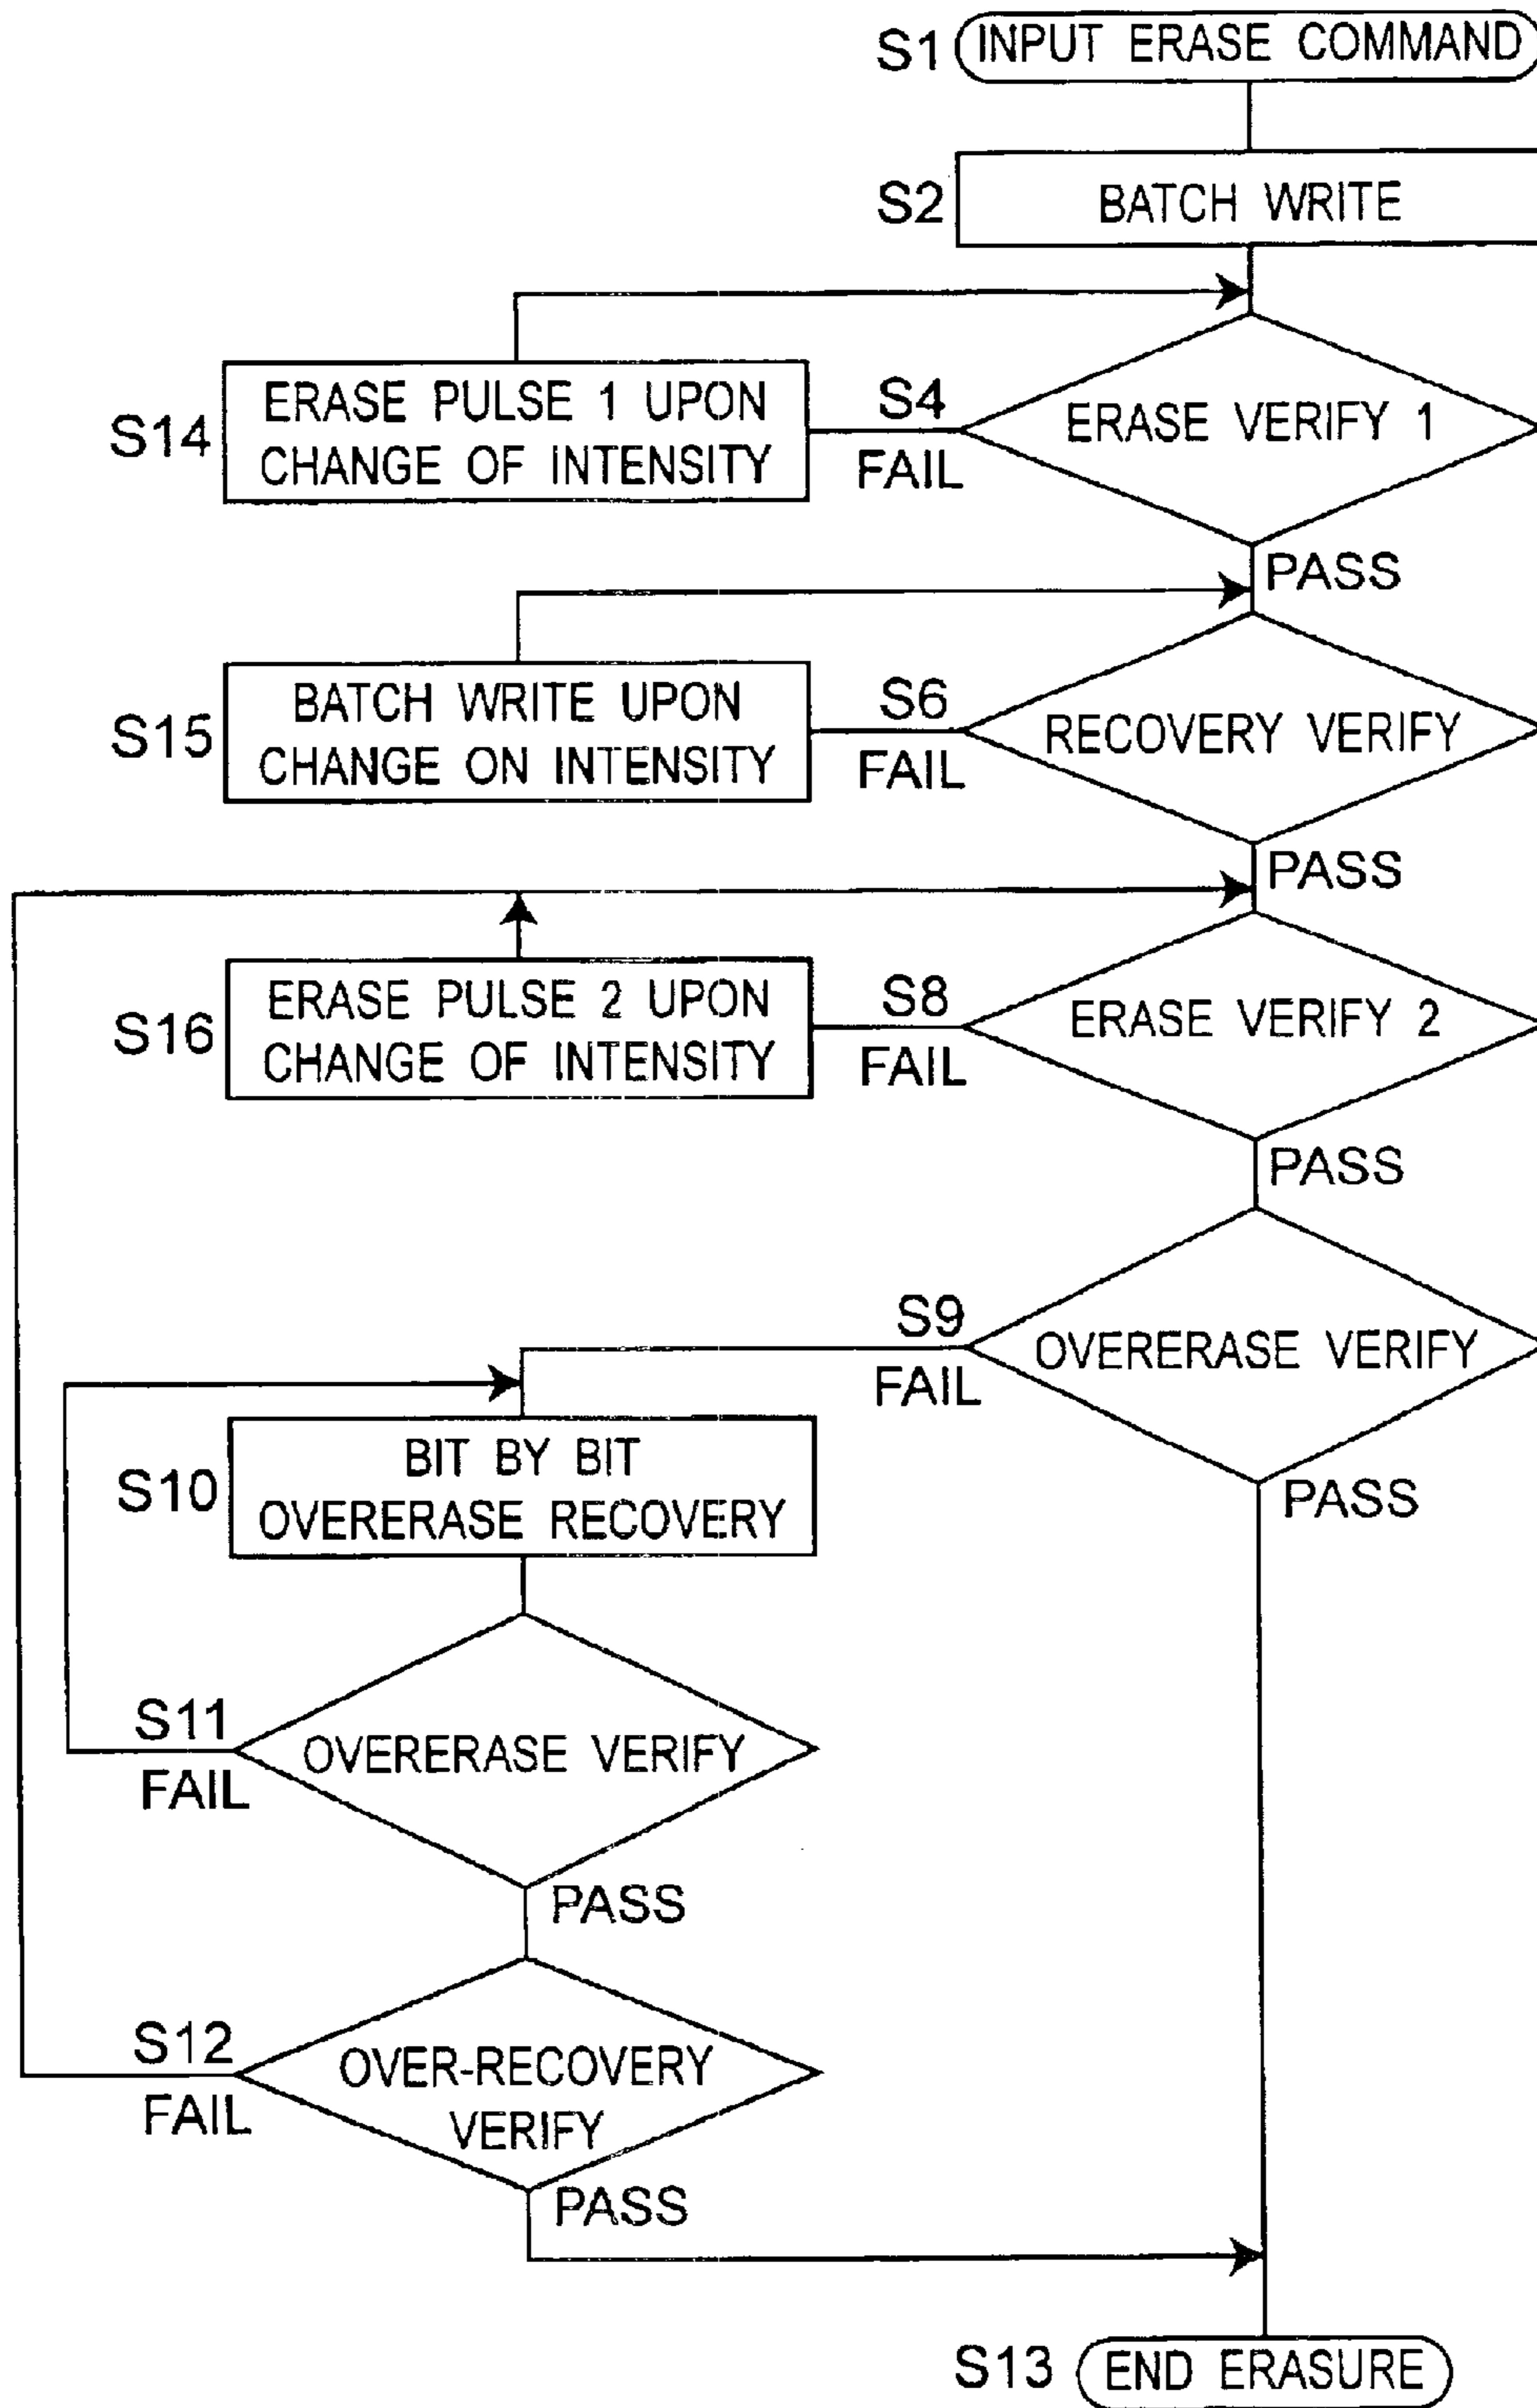 S1 INPUT ERASE COMMAND
S2 BATCH WRITE
S14 ERASE PULSE 1 UPON
CHANGE OF INTENSITY
S4
FAIL
ERASE VERIFY 1
PASS
S15 BATCH WRITE UPON
CHANGE ON INTENSITY
S6
FAIL
RECOVERY VERIFY
PASS
S16 ERASE PULSE 2 UPON
CHANGE OF INTENSITY
S8
FAIL
ERASE VERIFY 2
PASS
S9
FAIL
OVERERASE VERIFY
PASS
S10 BIT BY BIT
OVERERASE RECOVERY
S11
FAIL
OVERERASE VERIFY
PASS
S12
FAIL
OVER-RECOVERY
VERIFY
PASS
S13 END ERASURE